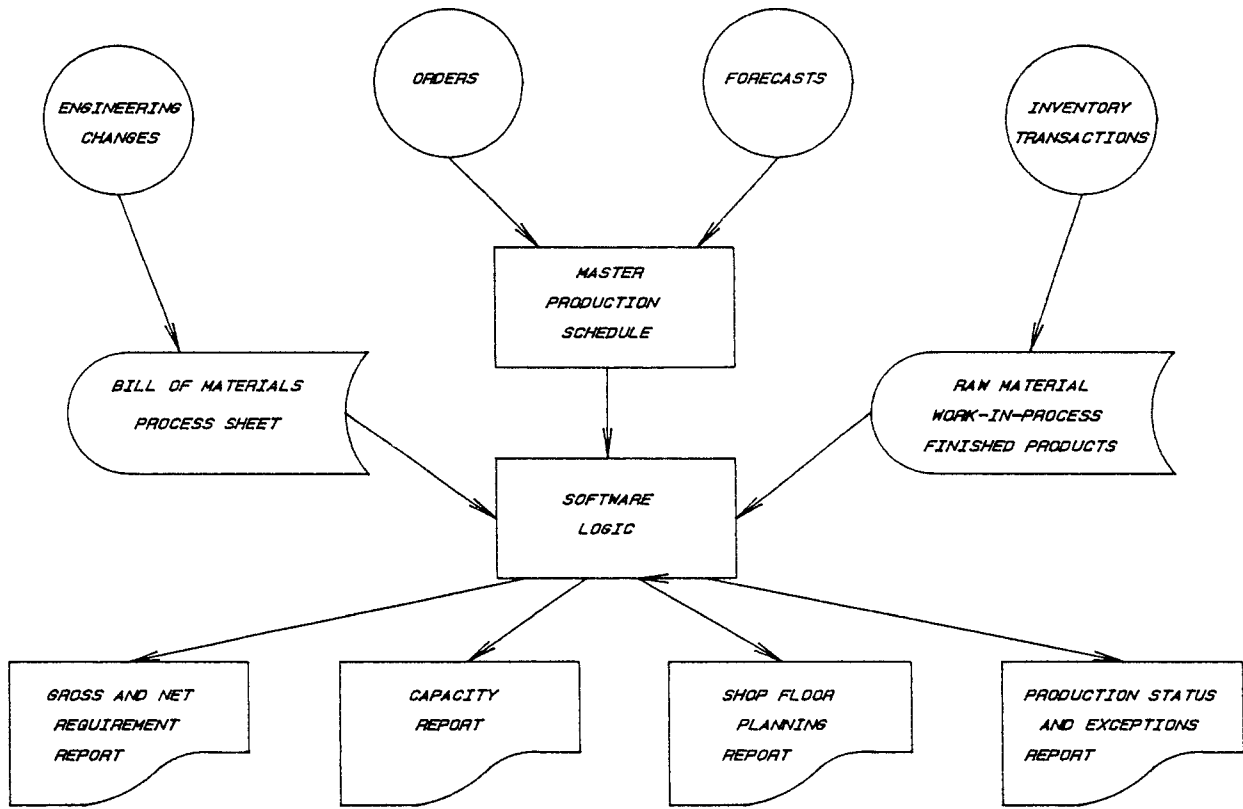 ENGINEERING
CHANGES
ORDERS
FORECASTS
INVENTORY
TRANSACTIONS
MASTER
PRODUCTION
SCHEDULE
BILL OF MATERIALS
PROCESS SHEET
RAW MATERIAL
WORK-IN-PROCESS
FINISHED PRODUCTS
SOFTWARE
LOGIC
GROSS AND NET
REQUIREMENT
REPORT
CAPACITY
REPORT
SHOP FLOOR
PLANNING
REPORT
PRODUCTION STATUS
AND EXCEPTIONS
REPORT